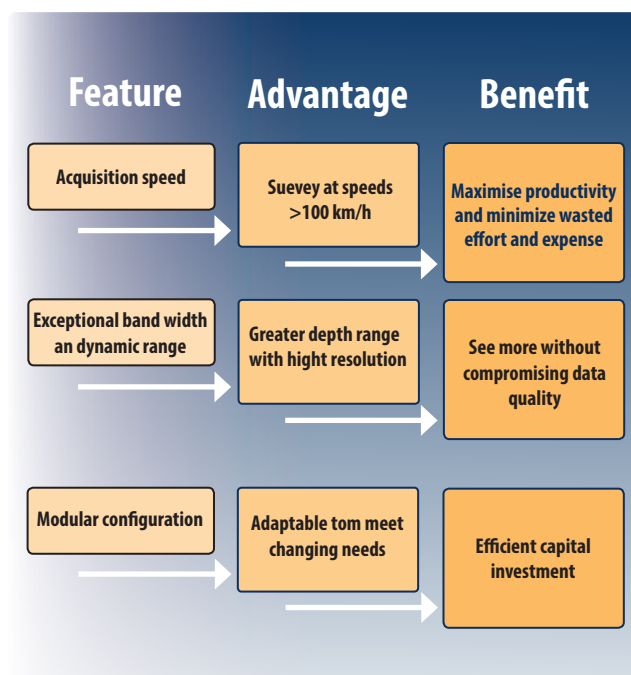 Feature
Advantage
Benefit
Acquisition speed
Suevey at speeds
>100 km/h
Maximise productivity
and minimize wasted
effort and expense
Exceptional band width
an dynamic range
Greater depth range
with hight resolution
See more without
compromising data
quality
Modular configuration
Adaptable tom meet
changing needs
Efficient capital
investment